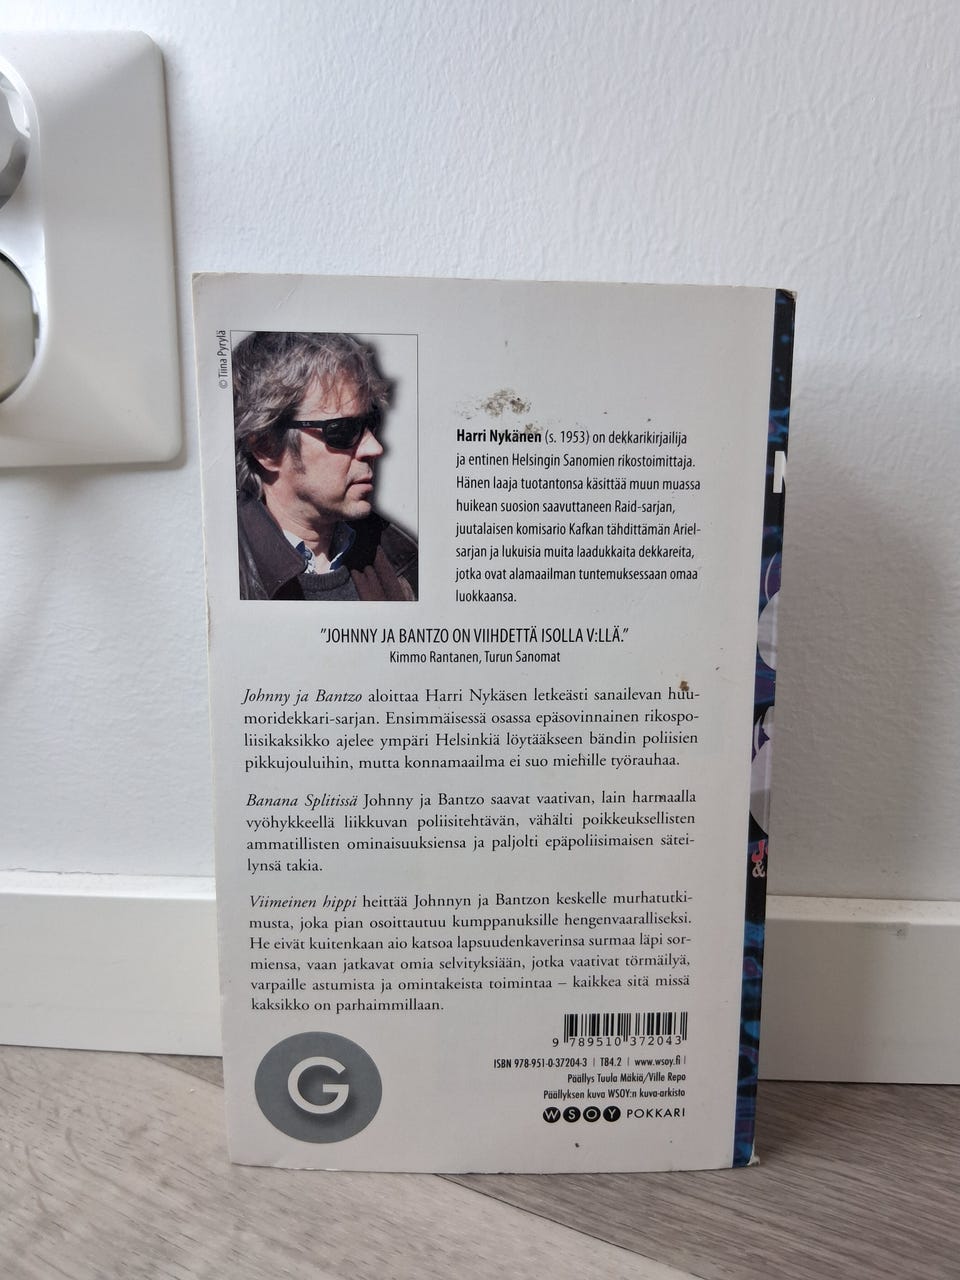 © Tiina Pyrylä
Harri Nykänen (s. 1953) on dekkarikirjailija
ja entinen Helsingin Sanomien rikostoimittaja.
Hänen laaja tuotantonsa käsittää muun muassa
huikean suosion saavuttaneen Raid-sarjan,
juutalaisen komisario Kafkan tähdittämän Ariel-
sarjan ja lukuisia muita laadukkaita dekkareita,
jotka ovat alamaailman tuntemuksessaan omaa
luokkaansa.
"JOHNNY JA BANTZO ON VIIHDETTÄ ISOLLA V:LLÄ."
Kimmo Rantanen, Turun Sanomat
Johnny ja Bantzo aloittaa Harri Nykäsen letkeästi sanailevan huu-
moridekkari-sarjan. Ensimmäisessä osassa epäsovinnainen rikospo-
liisikaksikko ajelee ympäri Helsinkiä löytääkseen bändin poliisien
pikkujouluihin, mutta konnamaailma ei suo miehille työrauhaa.
Banana Splitissä Johnny ja Bantzo saavat vaativan, lain harmaalla
vyöhykkeellä liikkuvan poliisitehtävän, vähälti poikkeuksellisten
ammatillisten ominaisuuksiensa ja paljolti epäpoliisimaisen sätei-
lynsä takia.
Viimeinen hippi heittää Johnnyn ja Bantzon keskelle murhatutki-
musta, joka pian osoittautuu kumppanuksille hengenvaaralliseksi.
He eivät kuitenkaan aio katsoa lapsuudenkaverinsa surmaa läpi sor-
miensa, vaan jatkavat omia selvityksiään, jotka vaativat törmäilyä,
varpaille astumista ja omintakeista toimintaa – kaikkea sitä missä
kaksikko on parhaimmillaan.
G
9 789510 372043
ISBN 978-951-0-37204-3 | T84.2 | www.wsoy.fi |
Päällys Tuula Mäkiä/Ville Repo
Päällyksen kuva WSOY:n kuva-arkisto
WSOY POKKARI